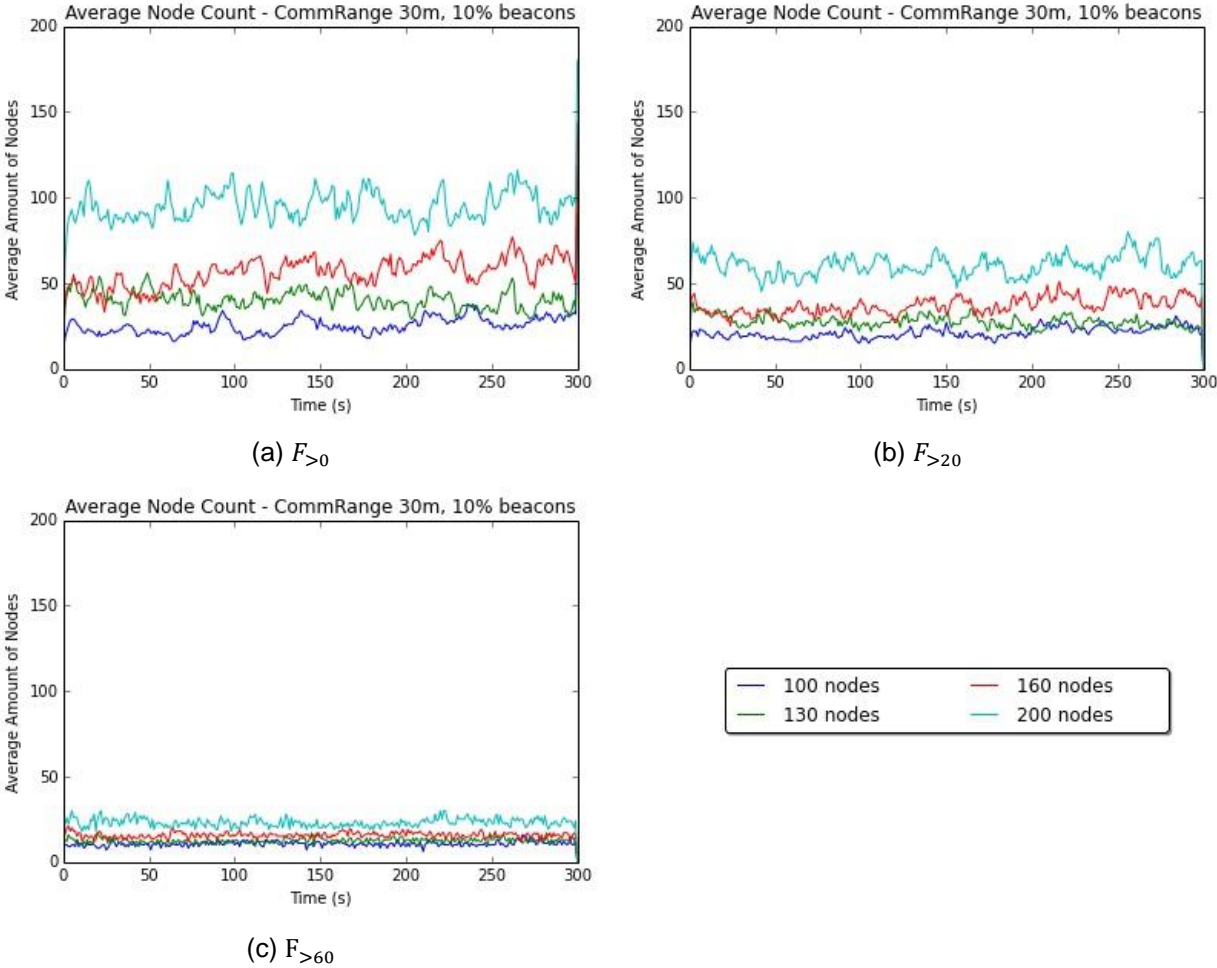 Average Node Count - CommRange 30m, 10% beacons
200
150
100
50
0
Average Amount of Nodes
0 50 100 150 200 250 300
Time (s)
(a) F>0
Average Node Count - CommRange 30m, 10% beacons
200
150
100
50
0
Average Amount of Nodes
0 50 100 150 200 250 300
Time (s)
(b) F>20
Average Node Count - CommRange 30m, 10% beacons
200
150
100
50
0
Average Amount of Nodes
0 50 100 150 200 250 300
Time (s)
(c) F>60
100 nodes 160 nodes
130 nodes 200 nodes